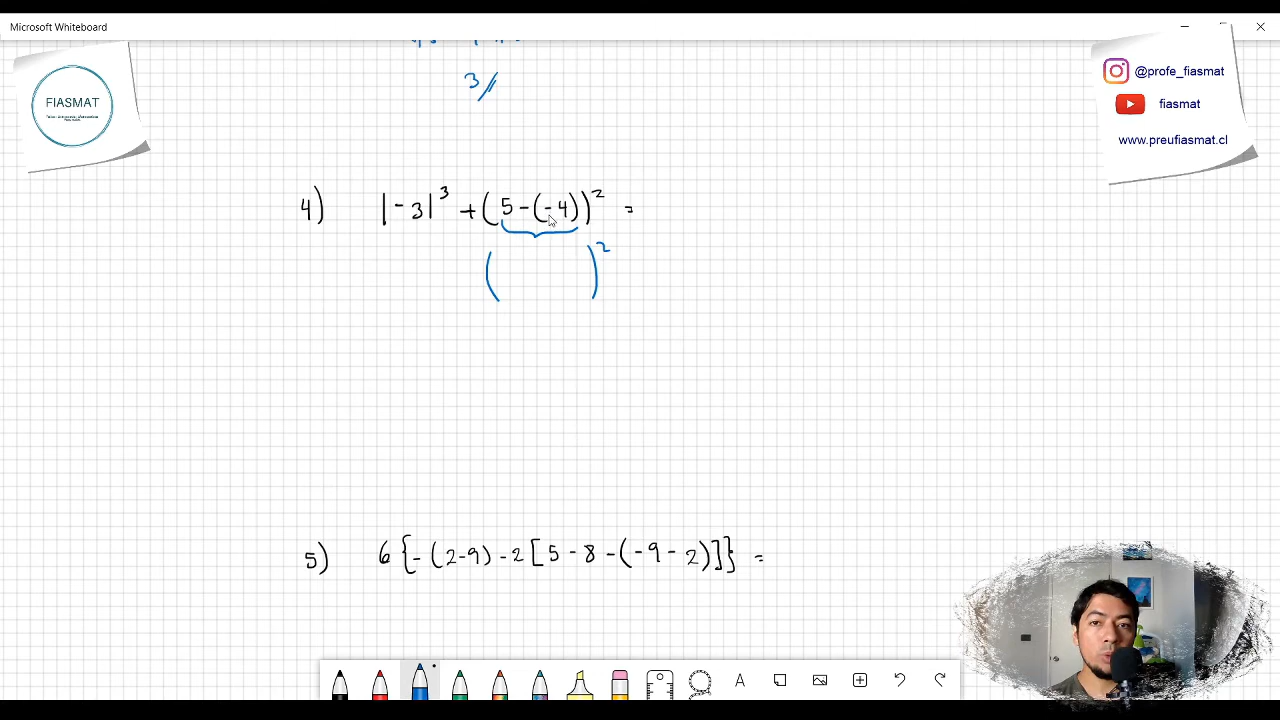 Microsoft Whiteboard
3//
FIASMAT
@profe_fiasmat
fiasmat
www.preufiasmat.cl
4) |-3|³ + (5-(-4))² =
( )²
5) 6{-(2-9)-2[5-8-(-9-2)]} =
A